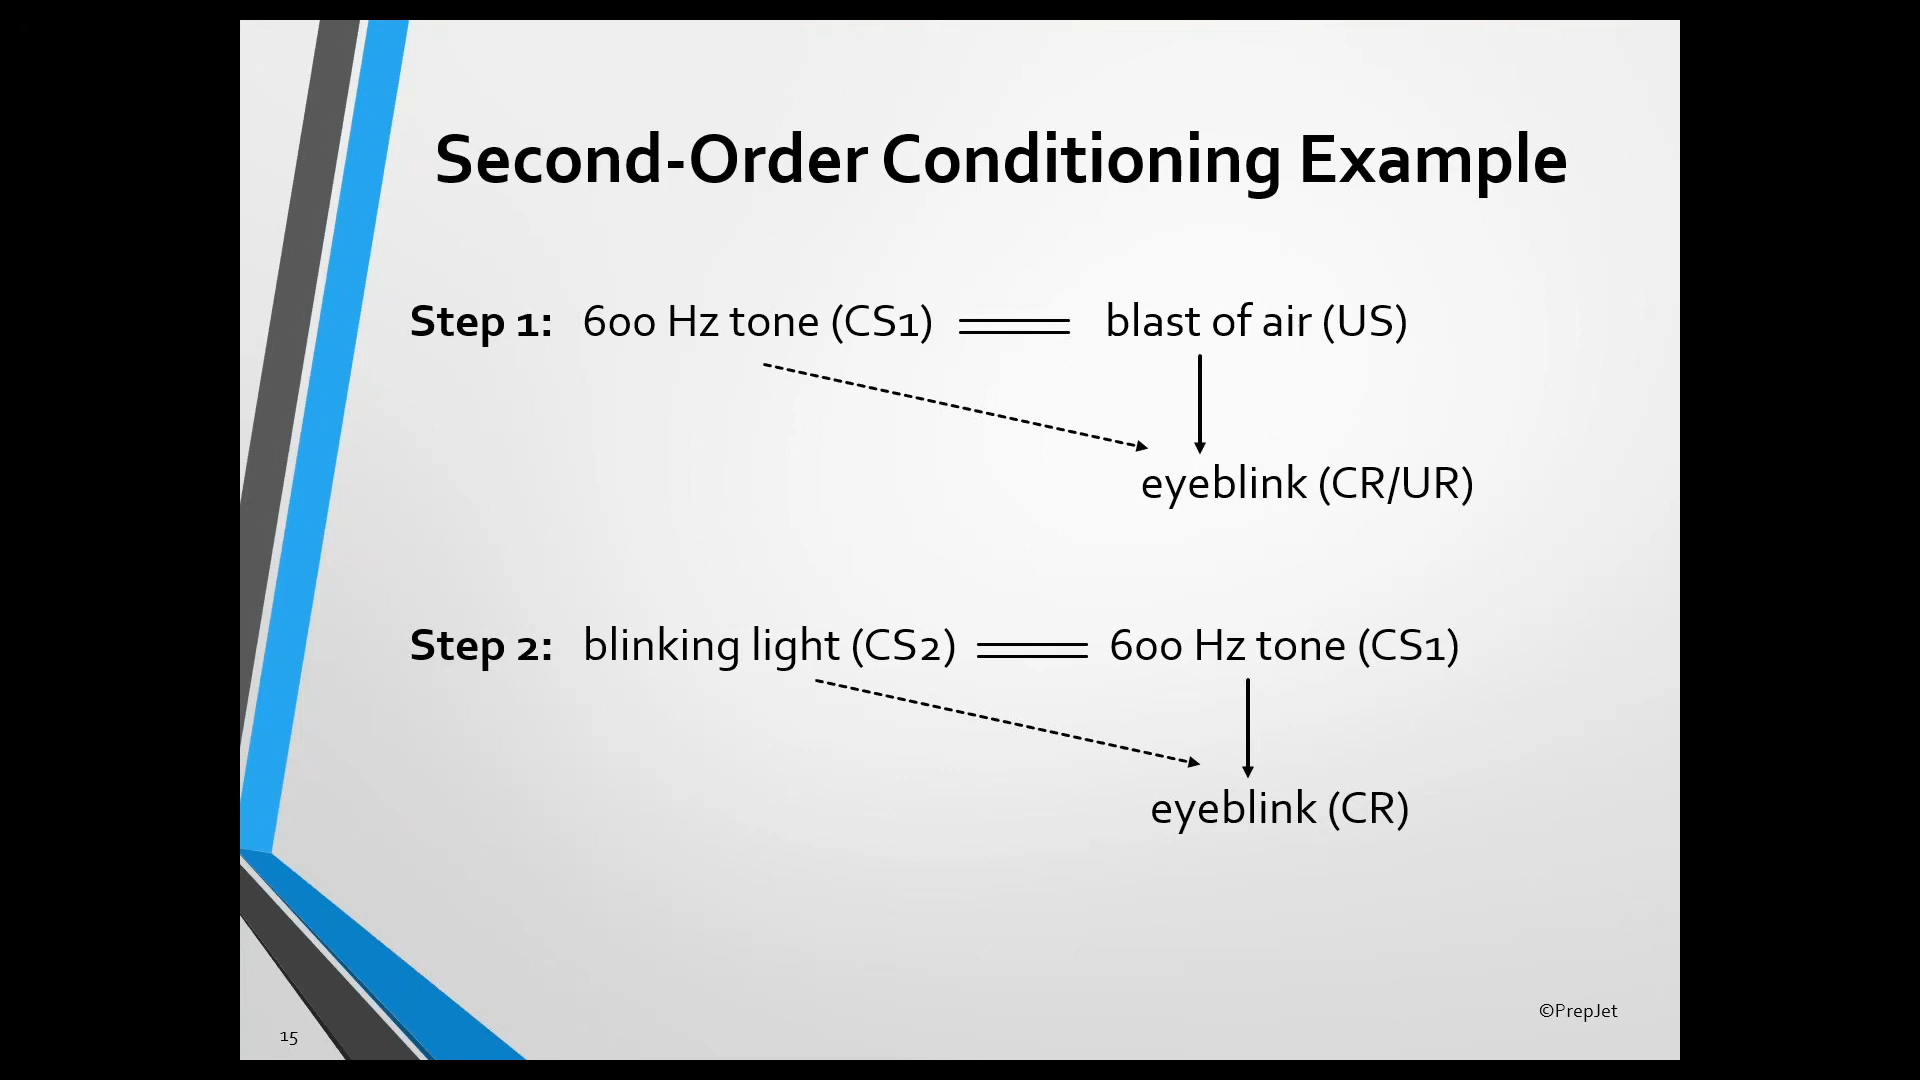 Second-Order Conditioning Example
Step 1: 600 Hz tone (CS1) blast of air (US)
eyeblink (CR/UR)
Step 2: blinking light (CS2) 600 Hz tone (CS1)
eyeblink (CR)
©PrepJet
15